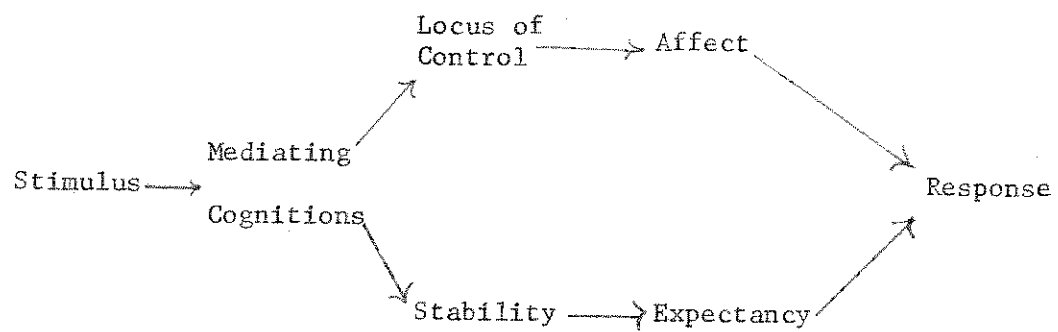 Locus of
Control
Affect
Mediating
Stimulus
Cognitions
Response
Stability
Expectancy